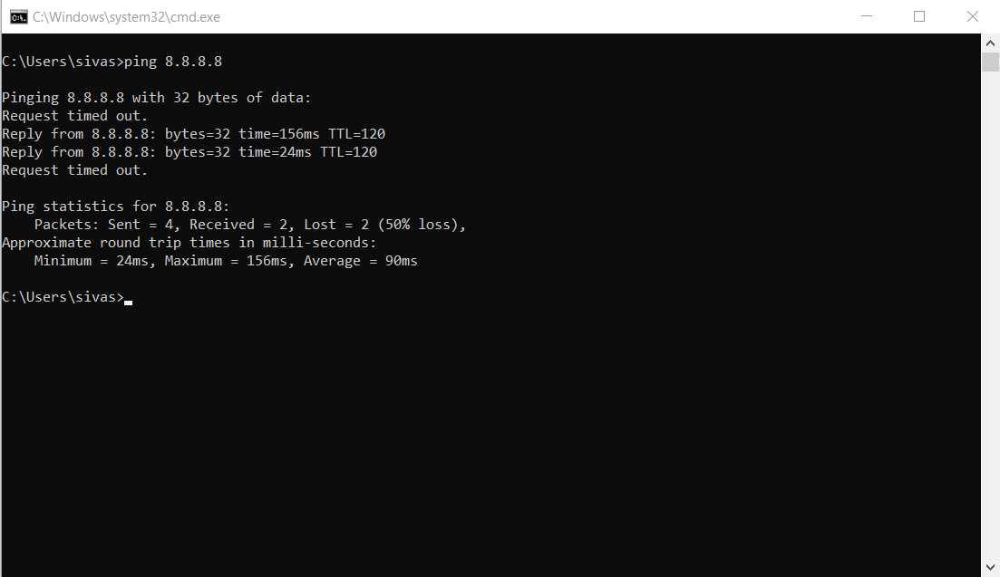 C:\Windows\system32\cmd.exe
C:\Users\sivas>ping 8.8.8.8
Pinging 8.8.8.8 with 32 bytes of data:
Request timed out.
Reply from 8.8.8.8: bytes=32 time=156ms TTL=120
Reply from 8.8.8.8: bytes=32 time=24ms TTL=120
Request timed out.
Ping statistics for 8.8.8.8:
    Packets: Sent = 4, Received = 2, Lost = 2 (50% loss),
Approximate round trip times in milli-seconds:
    Minimum = 24ms, Maximum = 156ms, Average = 90ms
C:\Users\sivas>